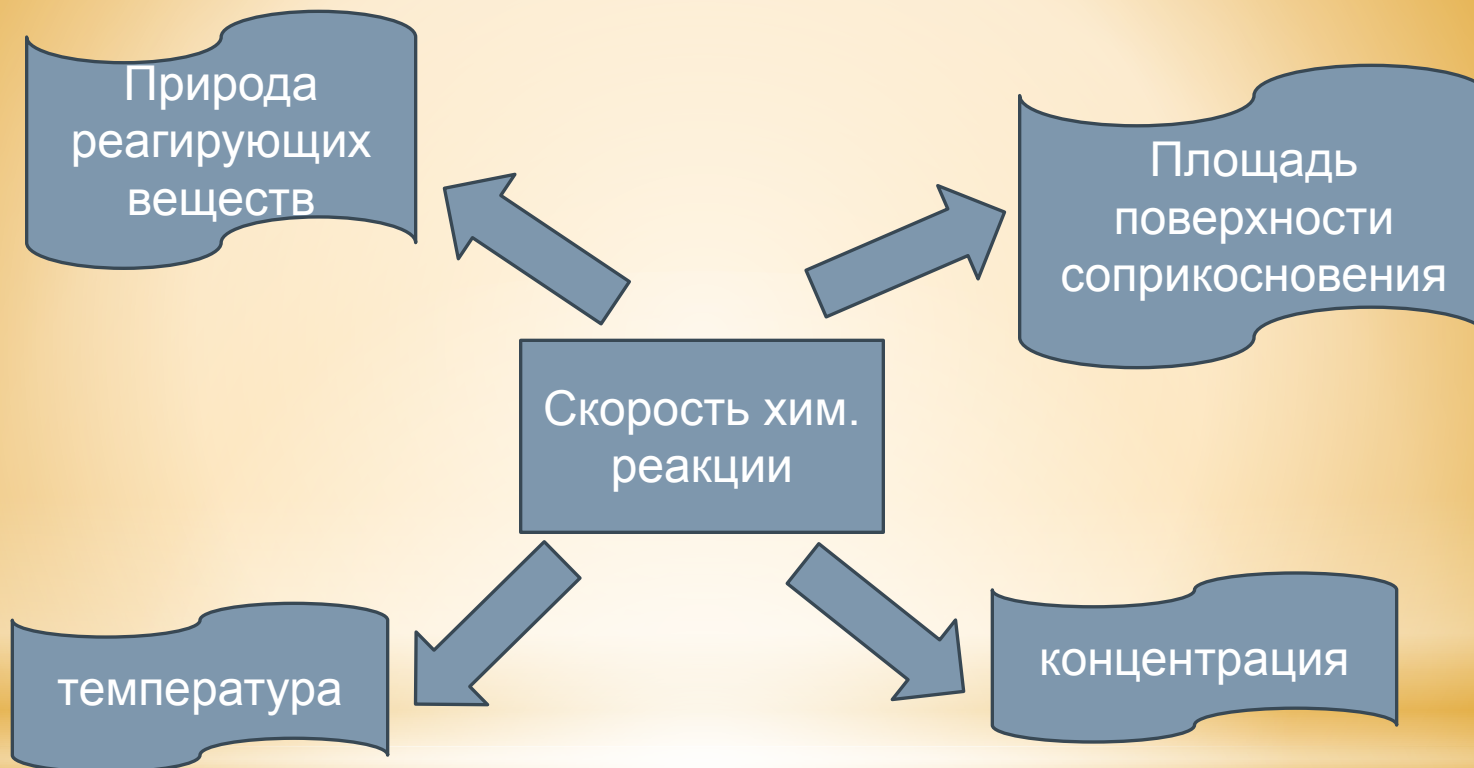 Природа
реагирующих
веществ
Площадь
поверхности
соприкосновения
Скорость хим.
реакции
температура
концентрация